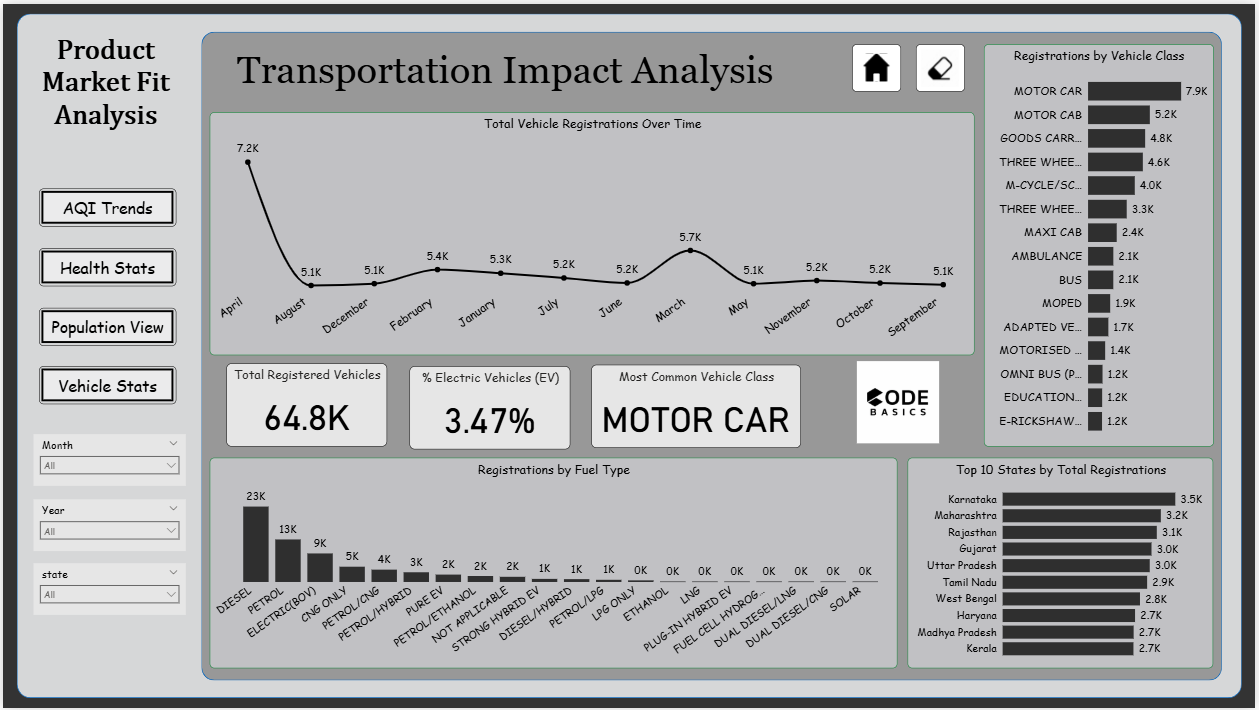 Product
Market Fit
Analysis
AQI Trends
Health Stats
Population View
Vehicle Stats
Month
All
Year
All
state
All
Transportation Impact Analysis
Total Vehicle Registrations Over Time
7.2K
5.1K
5.1K
5.4K
5.3K
5.2K
5.2K
5.7K
5.1K
5.2K
5.2K
5.1K
April
August
December
February
January
July
June
March
May
November
October
September
Total Registered Vehicles
64.8K
% Electric Vehicles (EV)
3.47%
Most Common Vehicle Class
MOTOR CAR
CODE
BASICS
Registrations by Vehicle Class
MOTOR CAR 7.9K
MOTOR CAB 5.2K
GOODS CARR... 4.8K
THREE WHEE... 4.6K
M-CYCLE/SC... 4.0K
THREE WHEE... 3.3K
MAXI CAB 2.4K
AMBULANCE 2.1K
BUS 2.1K
MOPED 1.9K
ADAPTED VE... 1.7K
MOTORISED ... 1.4K
OMNI BUS (P... 1.2K
EDUCATION... 1.2K
E-RICKSHAW... 1.2K
Registrations by Fuel Type
23K
13K
9K
5K
4K
3K
2K
2K
2K
1K
1K
1K
0K
0K
0K
0K
0K
0K
0K
0K
DIESEL
PETROL
ELECTRIC(BOV)
CNG ONLY
PETROL/CNG
PETROL/HYBRID
PURE EV
PETROL/ETHANOL
NOT APPLICABLE
STRONG HYBRID EV
DIESEL/HYBRID
PETROL/LPG
LPG ONLY
ETHANOL
LNG
PLUG-IN HYBRID EV
FUEL CELL HYDROG...
DUAL DIESEL/LNG
DUAL DIESEL/CNG
SOLAR
Top 10 States by Total Registrations
Karnataka 3.5K
Maharashtra 3.2K
Rajasthan 3.1K
Gujarat 3.0K
Uttar Pradesh 3.0K
Tamil Nadu 2.9K
West Bengal 2.8K
Haryana 2.7K
Madhya Pradesh 2.7K
Kerala 2.7K